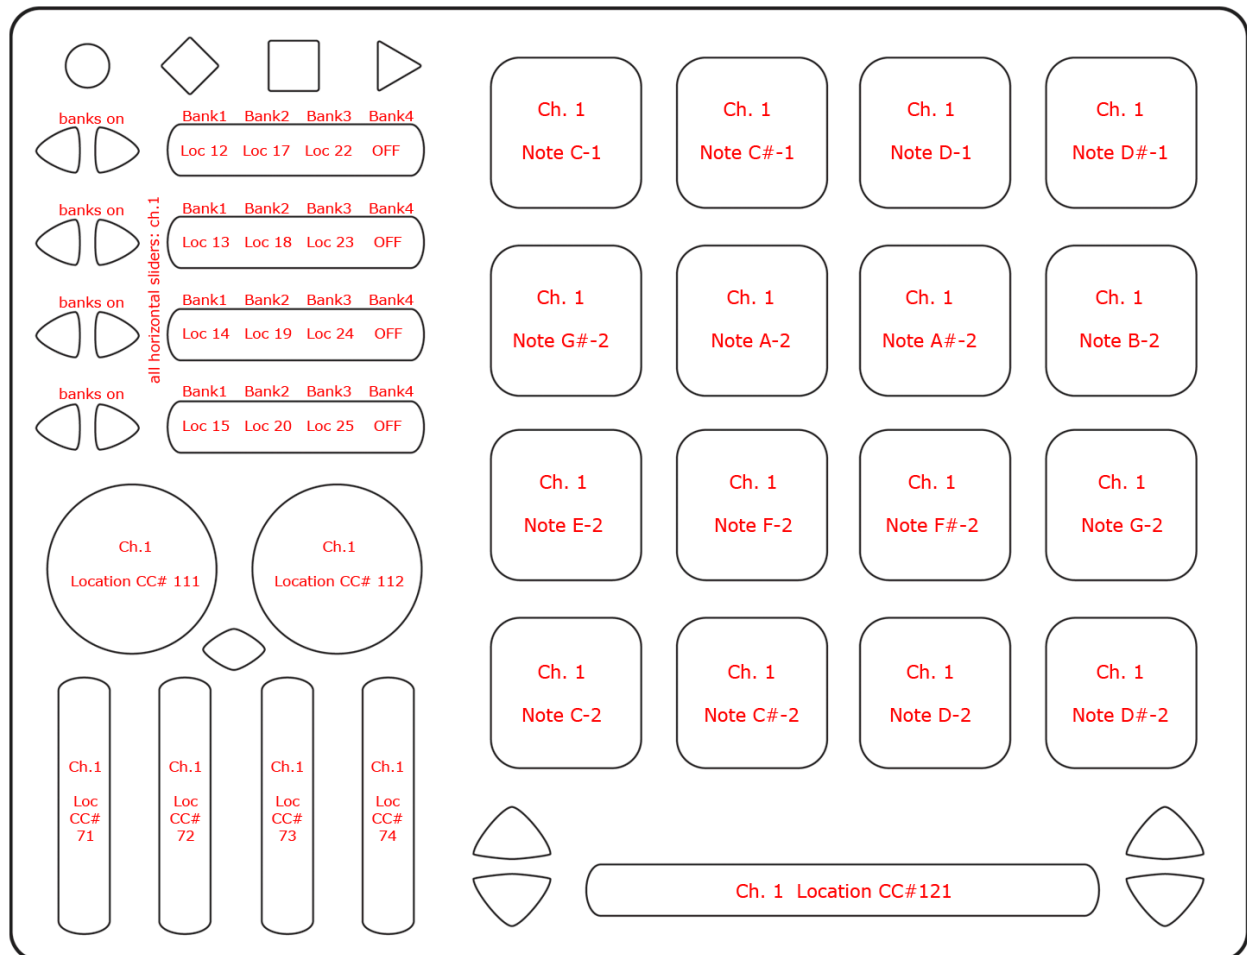 banks on
Bank1 Bank2 Bank3 Bank4
Loc 12 Loc 17 Loc 22 OFF
banks on
Bank1 Bank2 Bank3 Bank4
Loc 13 Loc 18 Loc 23 OFF
banks on
Bank1 Bank2 Bank3 Bank4
Loc 14 Loc 19 Loc 24 OFF
banks on
Bank1 Bank2 Bank3 Bank4
Loc 15 Loc 20 Loc 25 OFF
all horizontal sliders: ch.1
Ch.1
Location CC# 111
Ch.1
Location CC# 112
Ch.1
Loc
CC#
71
Ch.1
Loc
CC#
72
Ch.1
Loc
CC#
73
Ch.1
Loc
CC#
74
Ch. 1
Note C-1
Ch. 1
Note C#-1
Ch. 1
Note D-1
Ch. 1
Note D#-1
Ch. 1
Note G#-2
Ch. 1
Note A-2
Ch. 1
Note A#-2
Ch. 1
Note B-2
Ch. 1
Note E-2
Ch. 1
Note F-2
Ch. 1
Note F#-2
Ch. 1
Note G-2
Ch. 1
Note C-2
Ch. 1
Note C#-2
Ch. 1
Note D-2
Ch. 1
Note D#-2
Ch. 1 Location CC#121